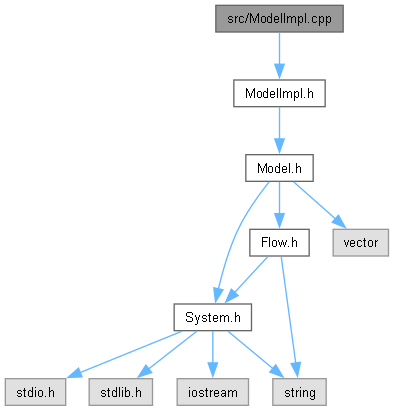 src/ModelImpl.cpp
ModelImpl.h
Model.h
Flow.h
vector
System.h
stdio.h
stdlib.h
iostream
string